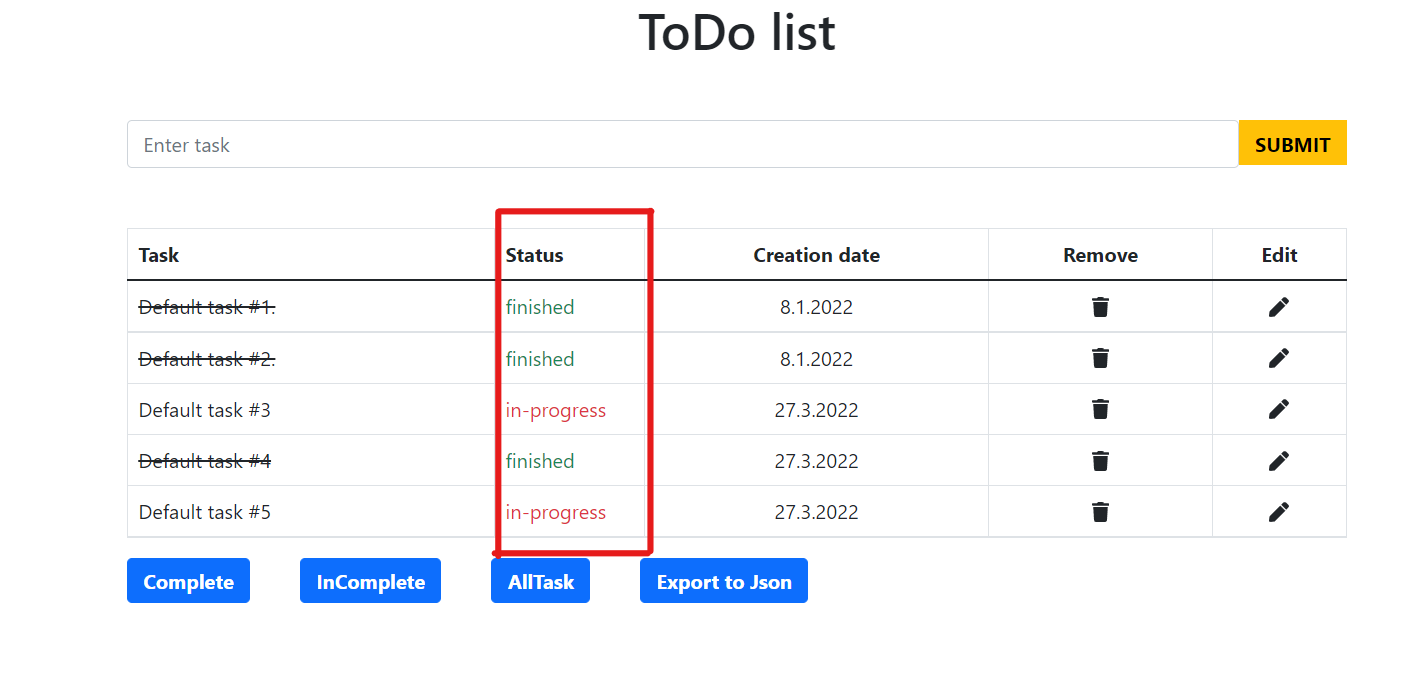 ToDo list
Enter task
SUBMIT
Task Status Creation date Remove Edit
Default task #1. finished 8.1.2022
Default task #2. finished 8.1.2022
Default task #3 in-progress 27.3.2022
Default task #4 finished 27.3.2022
Default task #5 in-progress 27.3.2022
Complete InComplete AllTask Export to Json